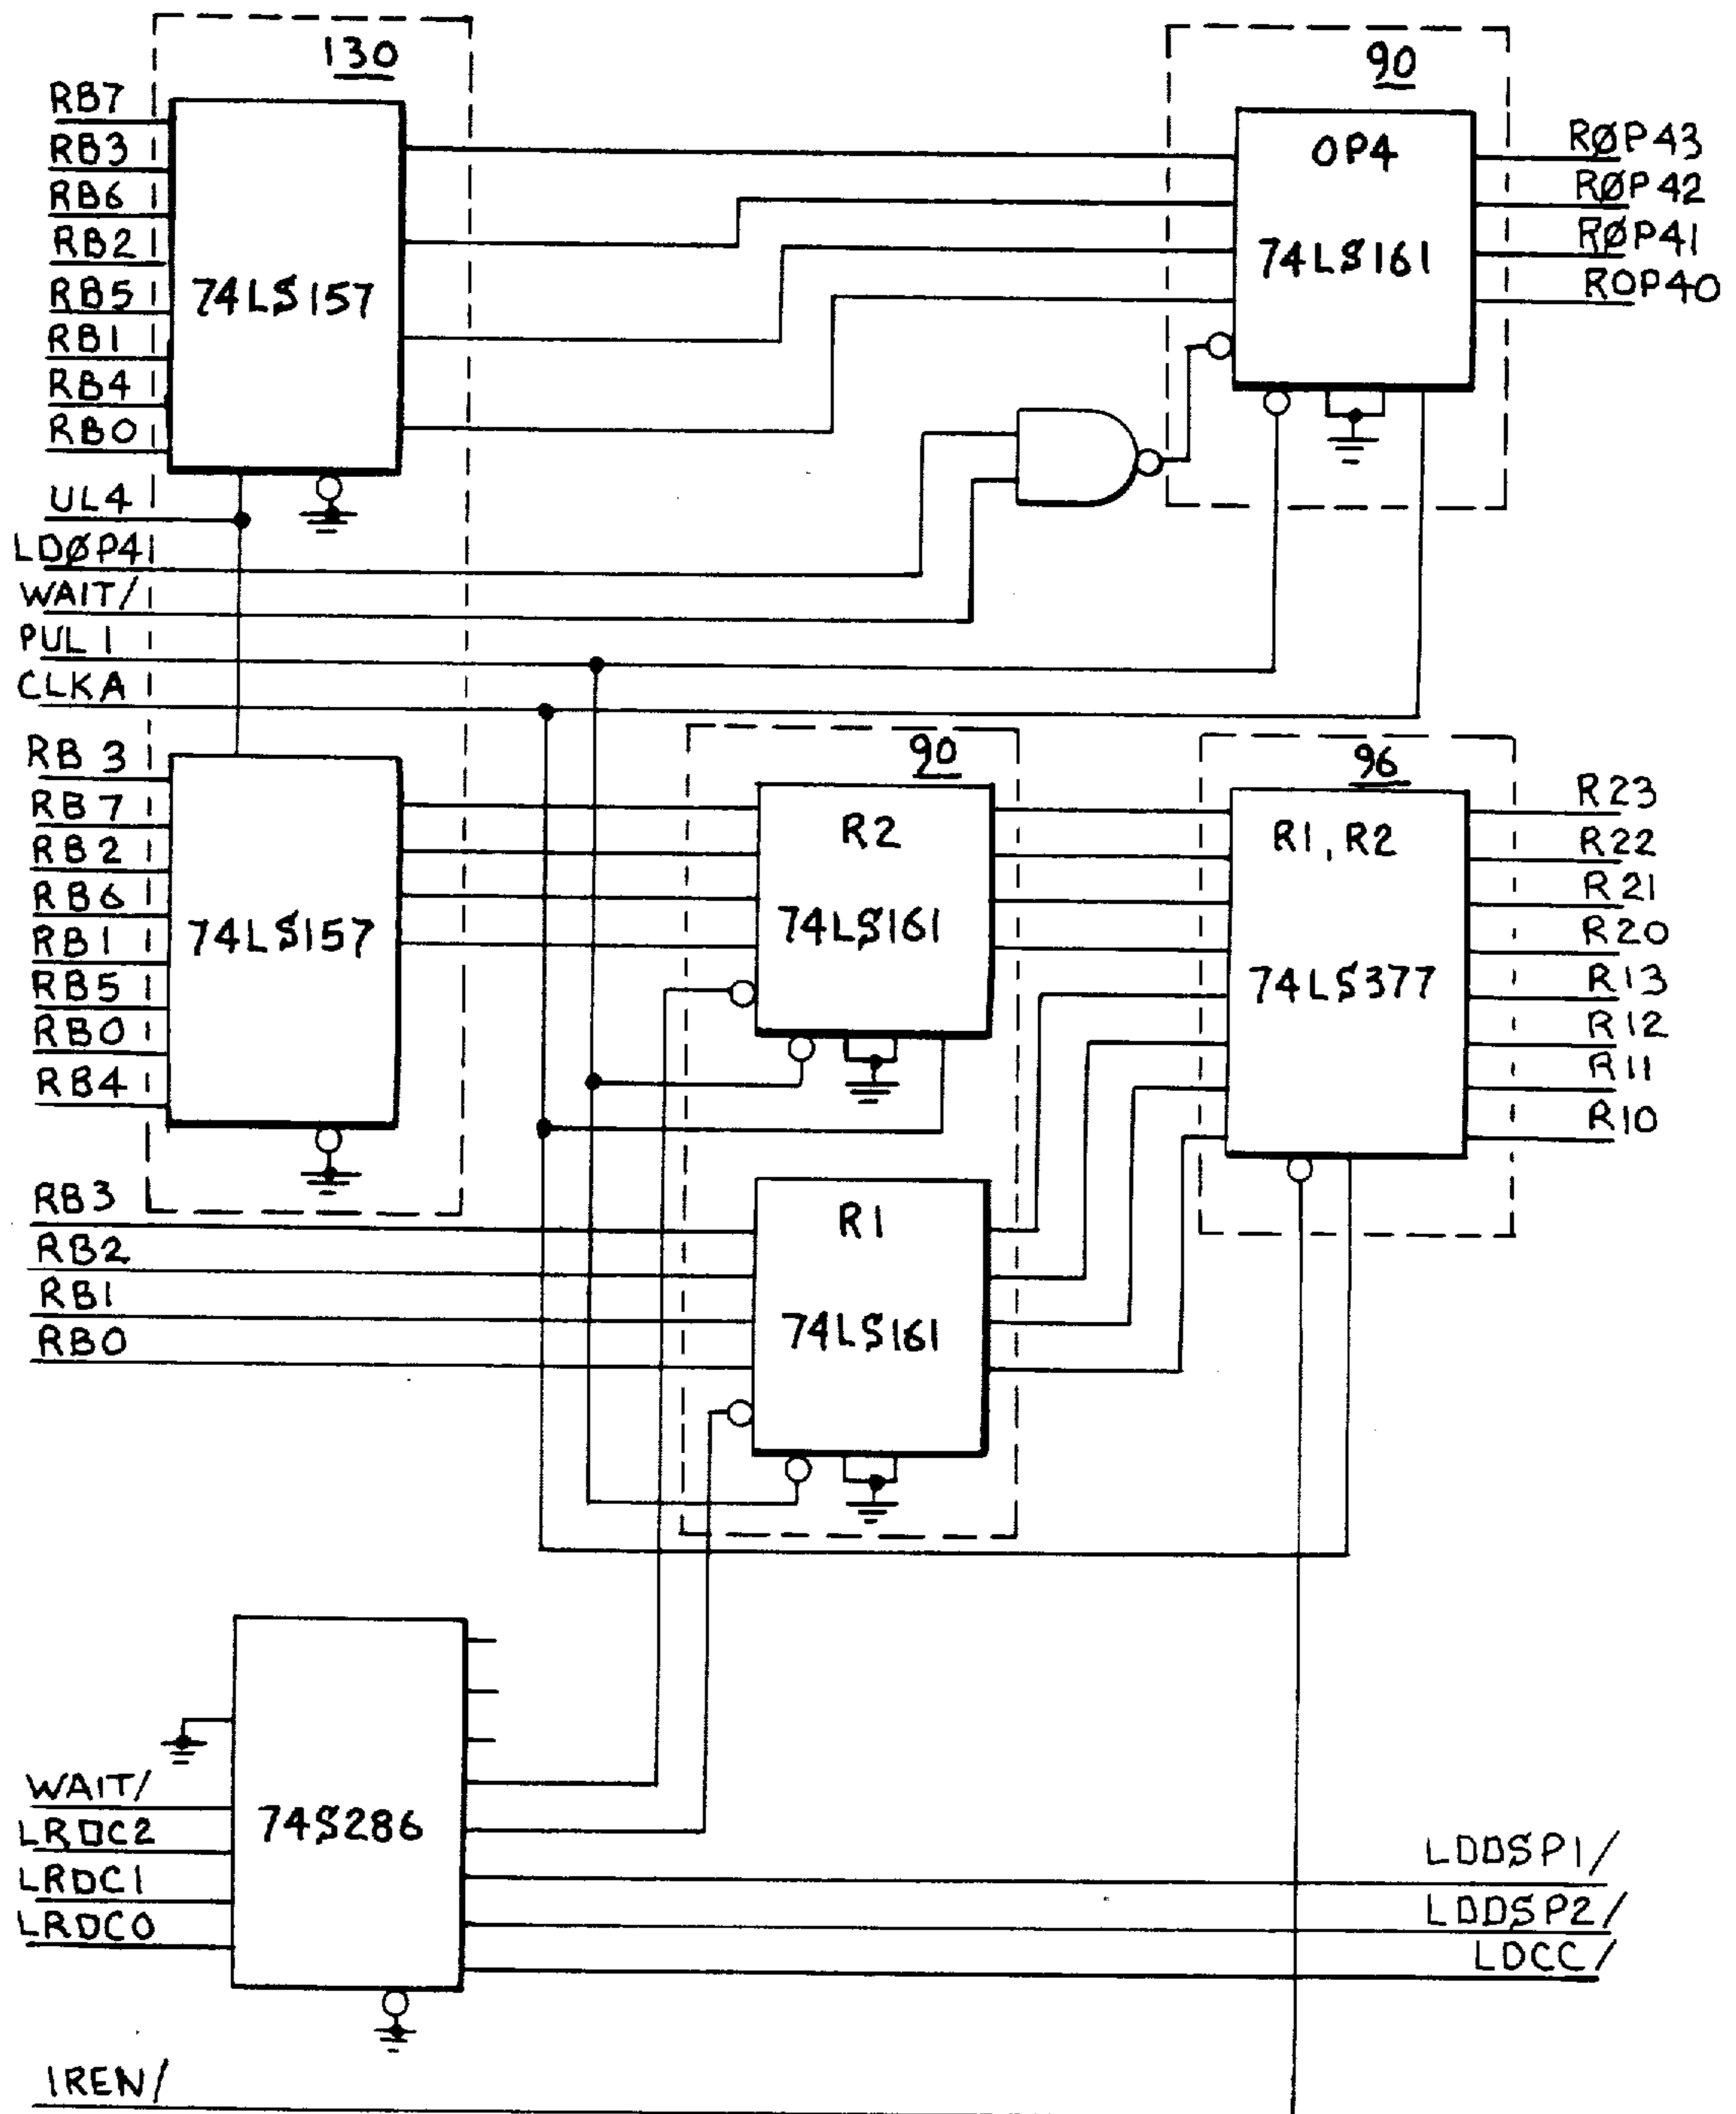 130
90
RB7
RB3
RB6
RB2
RB5
RB1
RB4
RB0
74LS157
OP4
74LS161
RØP43
RØP42
RØP41
ROP40
UL4
LDØP4
WAIT/
PUL1
CLKA
RB3
RB7
RB2
RB6
RB1
RB5
RB0
RB4
74LS157
90
R2
74LS161
96
R1, R2
74LS377
R23
R22
R21
R20
R13
R12
R11
R10
RB3
RB2
RB1
RB0
R1
74LS161
WAIT/
LRDC2
LRDC1
LRDC0
74S286
LDDSP1/
LDDSP2/
LDCC/
IREN/